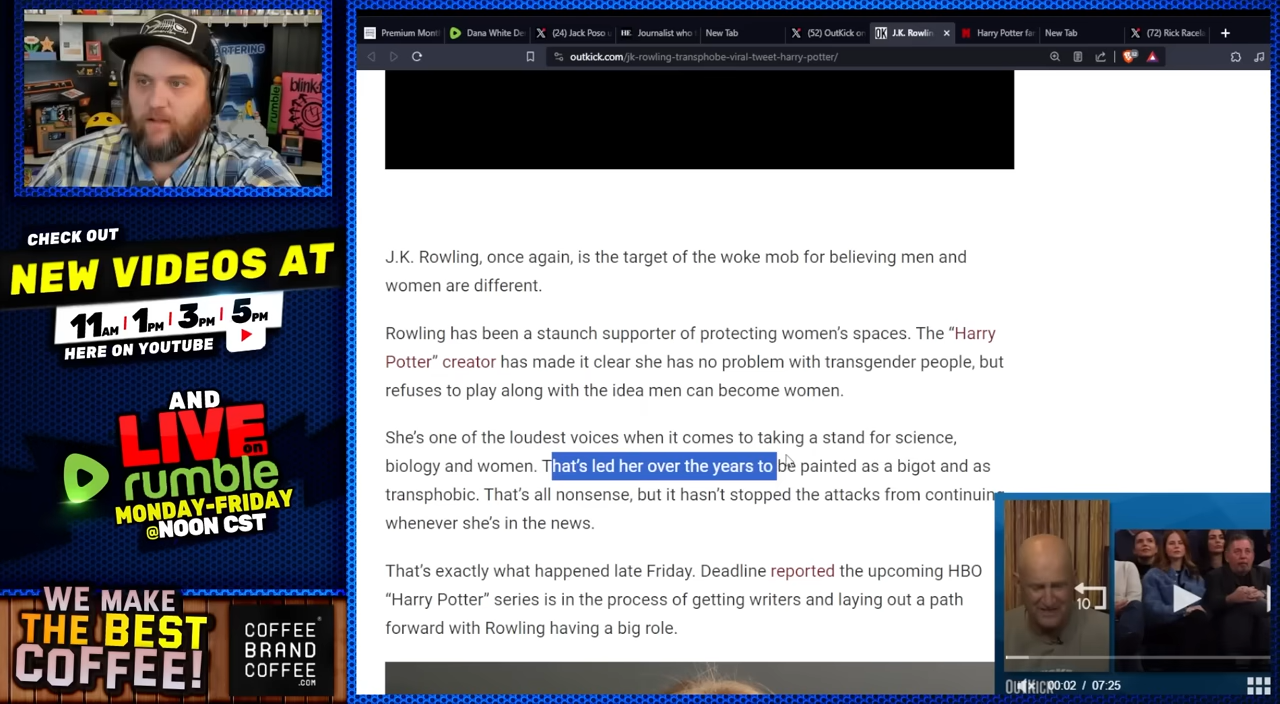 Premium Mont
Dana White De
(24) Jack Poso u
Journalist who
New Tab
(52) OutKick on
J.K. Rowlin
Harry Potter fa
New Tab
(72) Rick Racela
outkick.com/jk-rowling-transphobe-viral-tweet-harry-potter/
ERTERING
rumble
blink
CHECK OUT
NEW VIDEOS AT
11AM | 1PM | 3PM | 5PM
HERE ON YOUTUBE
AND
LIVE on
rumble
MONDAY-FRIDAY
@NOON CST
WE MAKE
THE BEST
COFFEE!
COFFEE
BRAND
COFFEE
.COM
J.K. Rowling, once again, is the target of the woke mob for believing men and
women are different.
Rowling has been a staunch supporter of protecting women's spaces. The “Harry
Potter” creator has made it clear she has no problem with transgender people, but
refuses to play along with the idea men can become women.
She's one of the loudest voices when it comes to taking a stand for science,
biology and women. That's led her over the years to be painted as a bigot and as
transphobic. That's all nonsense, but it hasn't stopped the attacks from continuing
whenever she's in the news.
That's exactly what happened late Friday. Deadline reported the upcoming HBO
“Harry Potter” series is in the process of getting writers and laying out a path
forward with Rowling having a big role.
10
OUTKICK
00:02 / 07:25